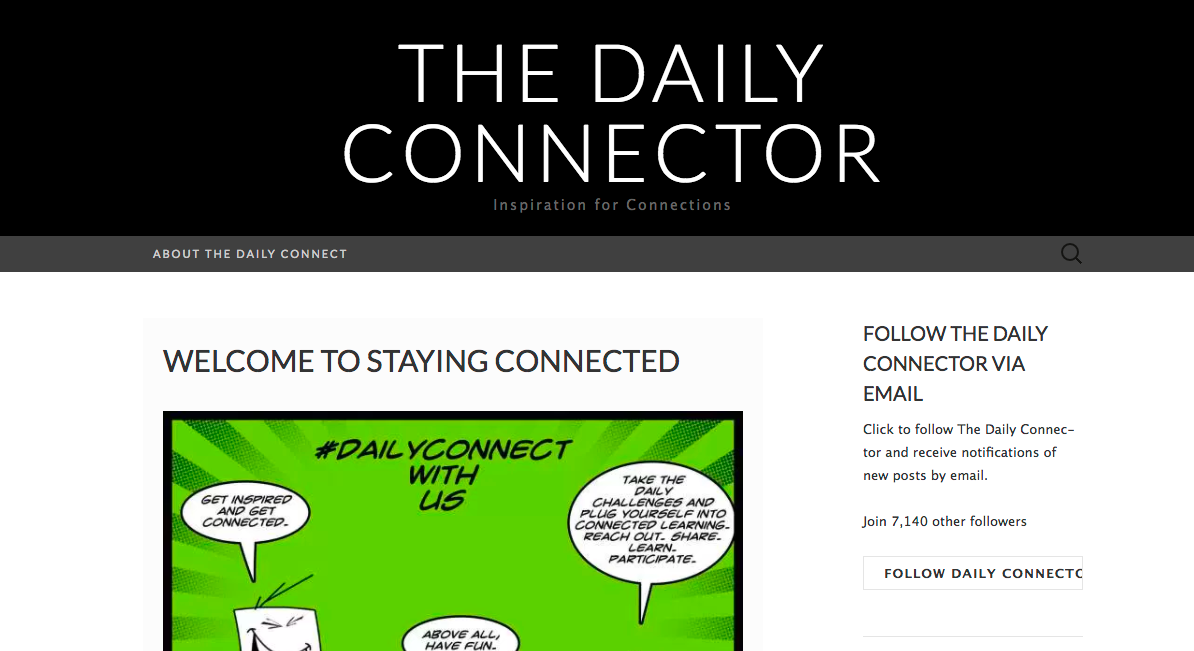 THE DAILY
CONNECTOR
Inspiration for Connections
ABOUT THE DAILY CONNECT
WELCOME TO STAYING CONNECTED
#DAILYCONNECT
WITH
US
GET INSPIRED
AND GET
CONNECTED.
TAKE THE
DAILY
CHALLENGES AND
PLUG YOURSELF INTO
CONNECTED LEARNING.
REACH OUT. SHARE.
LEARN.
PARTICIPATE.
ABOVE ALL,
HAVE FUN.
FOLLOW THE DAILY
CONNECTOR VIA
EMAIL
Click to follow The Daily Connec-
tor and receive notifications of
new posts by email.
Join 7,140 other followers
FOLLOW DAILY CONNECTO